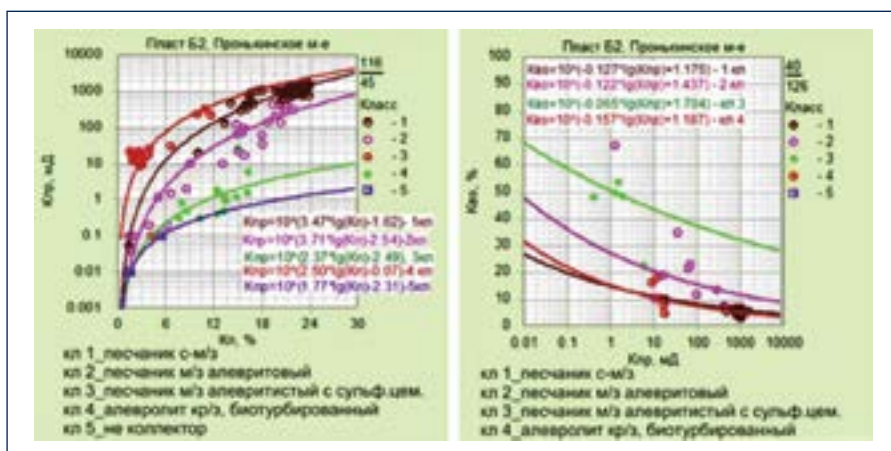 Пласт Б2, Пронькинское м-е
10000
1000
100
10
1
0.1
0.01
0.001
Кпр, мД
0
6
12
18
24
30
Кп, %
116
45
Класс
- 1
- 2
- 3
- 4
- 5
Кпр=10^(3.47*lg(Кп)-1.62)- 1кл
Кпр=10^(3.71*lg(Кп)-2.54)-2кл
Кпр=10^(2.37*lg(Кп)-2.49), 3кл
Кпр=10^(2.50*lg(Кп)-0.07)-4 кл
Кпр=10^(1.77*lg(Кп)-2.31)-5кл
кл 1_песчаник с-м/з
кл 2_песчаник м/з алевритовый
кл 3_песчаник м/з алевритистый с сульф.цем.
кл 4_алевролит кр/з, биотурбированный
кл 5_не коллектор
Пласт Б2, Пронькинское м-е
Кво=10^(-0.127*lg(Кпр)+1.175) - 1 кл
Кво=10^(-0.122*lg(Кпр)+1.437) - 2 кл
Кво=10^(-0.065*lg(Кпр)+1.704) - кл 3
Кво=10^(-0.157*lg(Кпр)+1.187) - кл 4
40
126
Класс
- 1
- 2
- 3
- 4
- 5
100
90
80
70
60
50
40
30
20
10
0
Кво, %
0.01
0.1
1
10
100
1000
10000
Кпр, мД
кл 1_песчаник с-м/з
кл 2_песчаник м/з алевритовый
кл 3_песчаник м/з алевритистый с сульф.цем.
кл 4_алевролит кр/з, биотурбированный